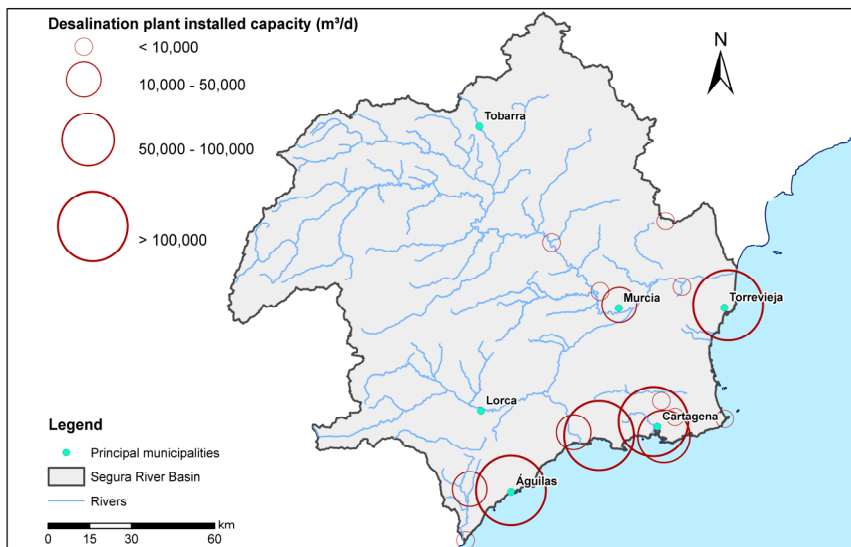 Desalination plant installed capacity (m³/d)
< 10,000
10,000 - 50,000
50,000 - 100,000
> 100,000
N
Tobarra
Murcia
Torrevieja
Lorca
Cartagena
Águilas
Legend
Principal municipalities
Segura River Basin
Rivers
km
0 15 30 60